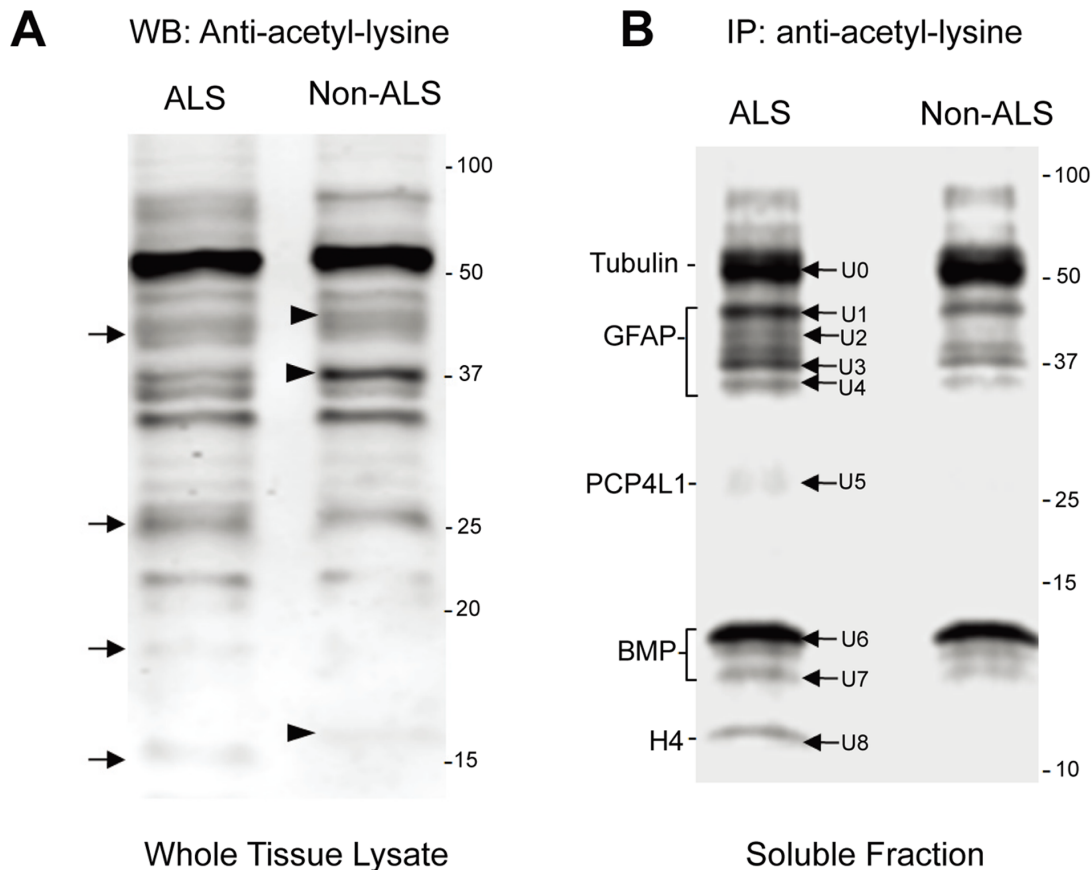 A
WB: Anti-acetyl-lysine
ALS
Non-ALS
-100
-50
-37
-25
-20
-15
Whole Tissue Lysate
B
IP: anti-acetyl-lysine
ALS
Non-ALS
-100
Tubulin -
U0
-50
U1
GFAP-
U2
U3
-37
U4
PCP4L1-
U5
-25
-15
BMP-
U6
U7
H4-
U8
-10
Soluble Fraction